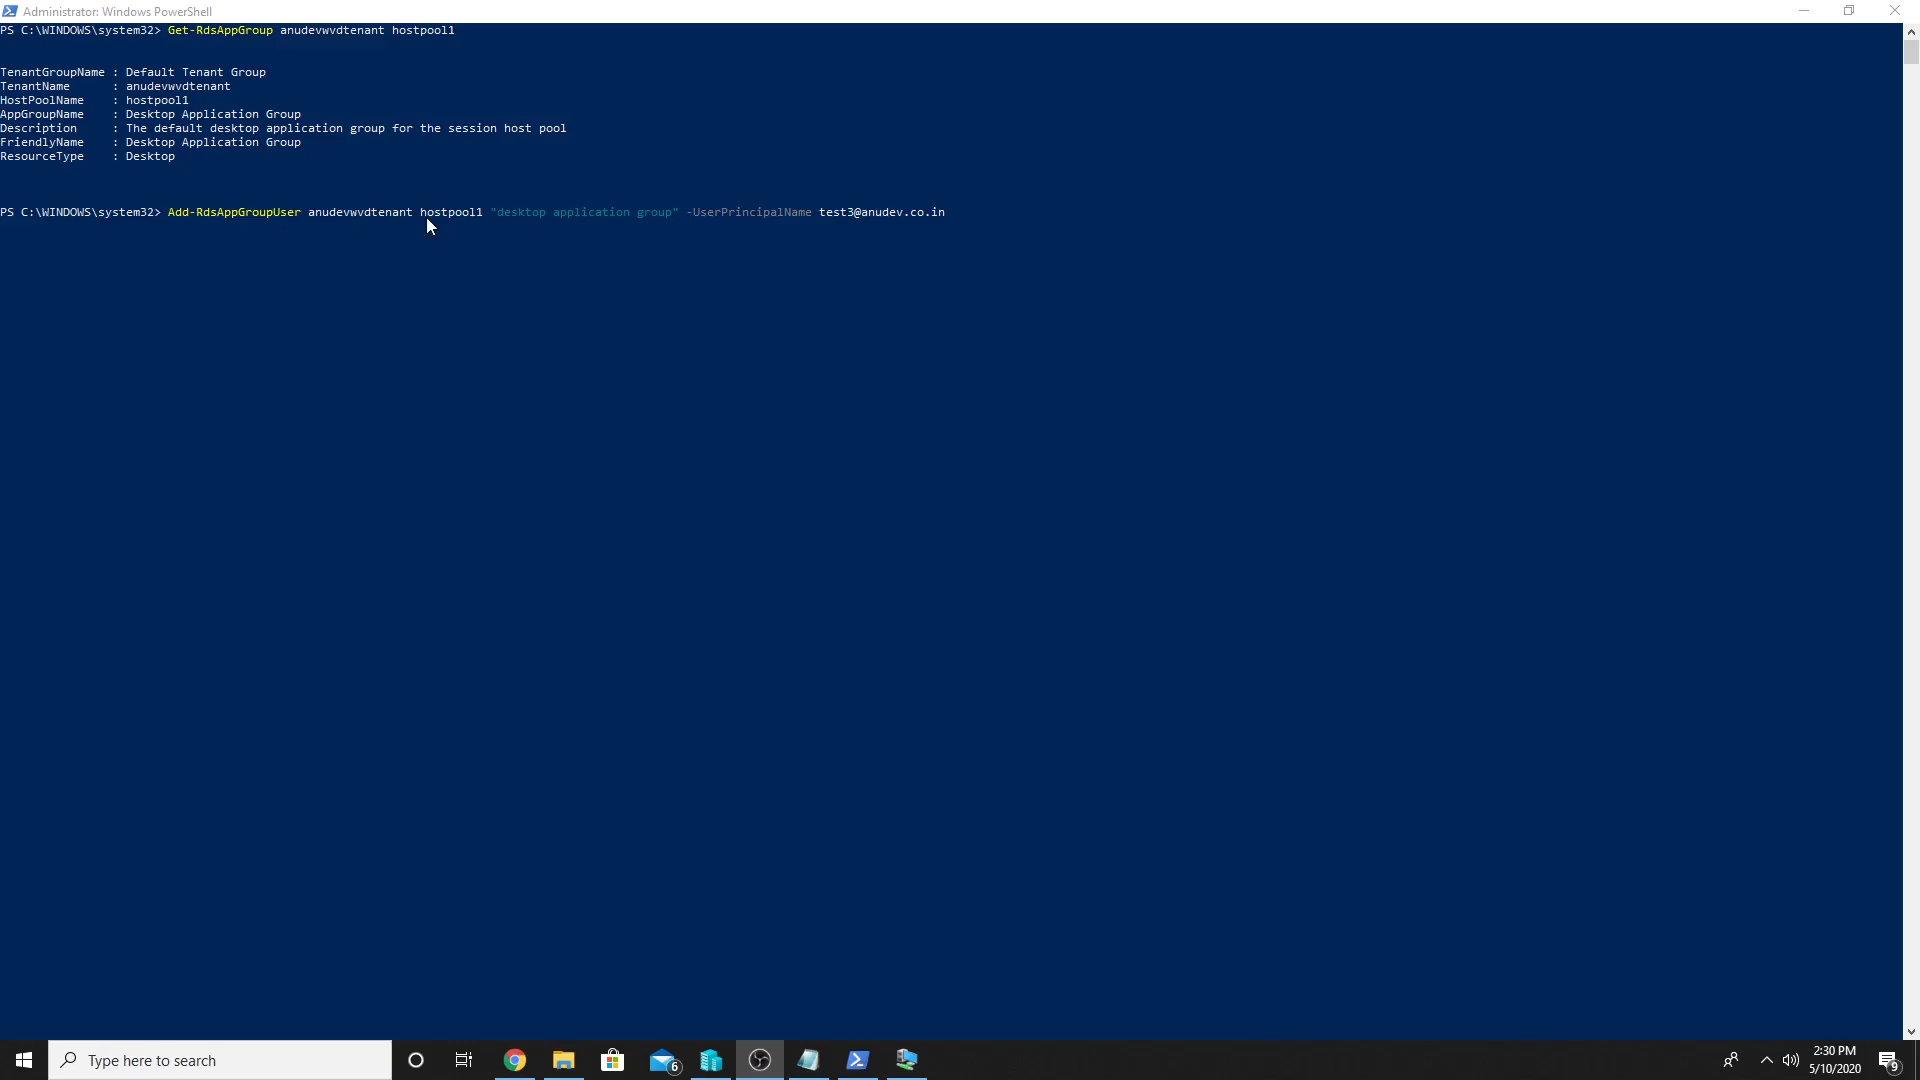 Administrator: Windows PowerShell
PS C:\WINDOWS\system32> Get-RdsAppGroup anudevwvdtenant hostpool1
TenantGroupName : Default Tenant Group
TenantName      : anudevwvdtenant
HostPoolName    : hostpool1
AppGroupName    : Desktop Application Group
Description     : The default desktop application group for the session host pool
FriendlyName    : Desktop Application Group
ResourceType    : Desktop
PS C:\WINDOWS\system32> Add-RdsAppGroupUser anudevwvdtenant hostpool1 "desktop application group" -UserPrincipalName test3@anudev.co.in
Type here to search
6
2:30 PM
5/10/2020
9